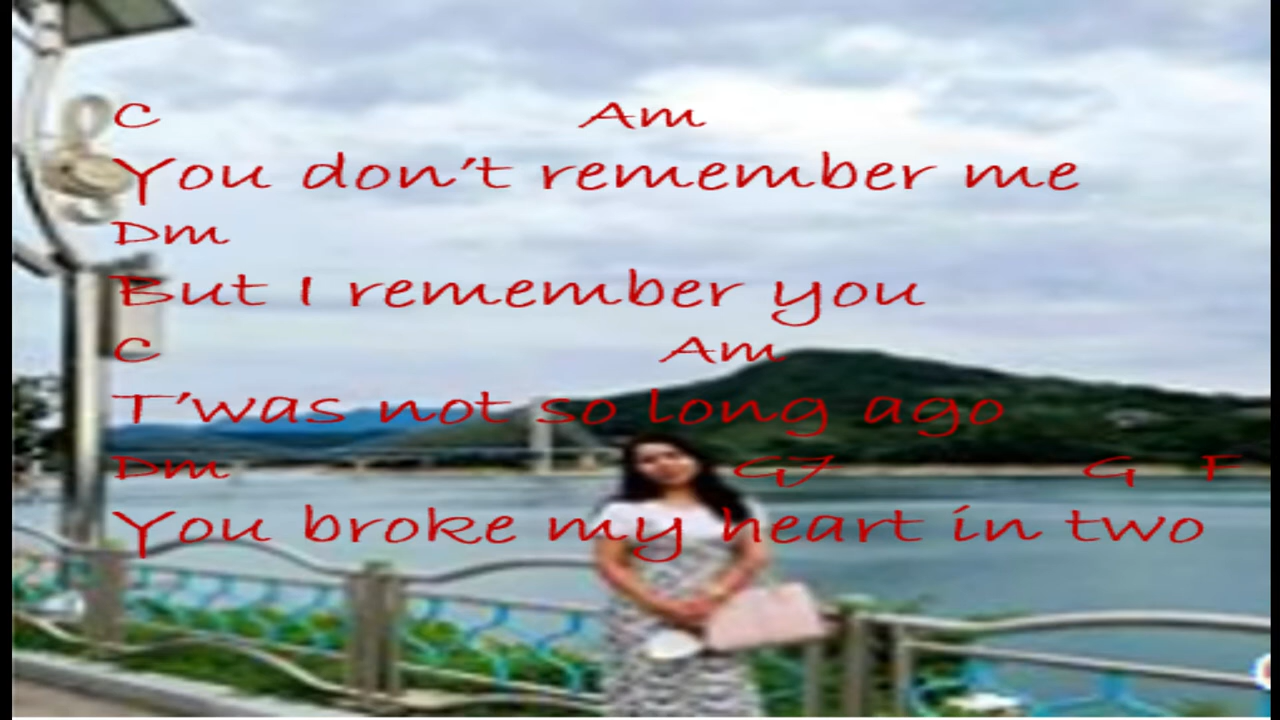 C Am
You don't remember me
Dm
But I remember you
C Am
T'was not so long ago
Dm G7 G F
You broke my heart in two